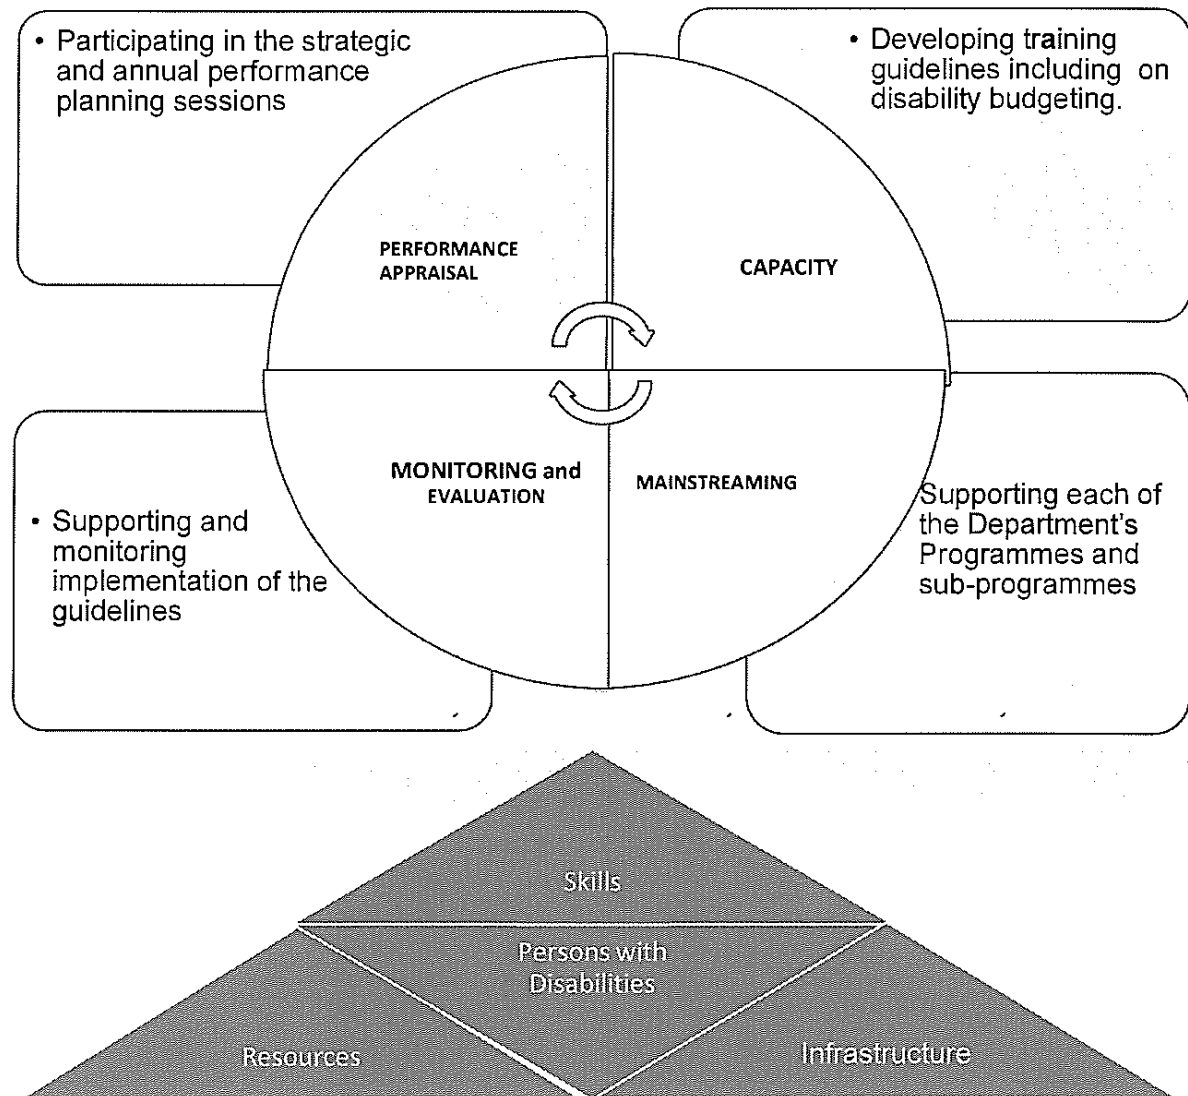 • Participating in the strategic
and annual performance
planning sessions
• Developing training
guidelines including on
disability budgeting.
PERFORMANCE
APPRAISAL
CAPACITY
MONITORING and
EVALUATION
MAINSTREAMING
• Supporting and
monitoring
implementation of the
guidelines
Supporting each of
the Department's
Programmes and
sub-programmes
Skills
Persons with
Disabilities
Resources
Infrastructure